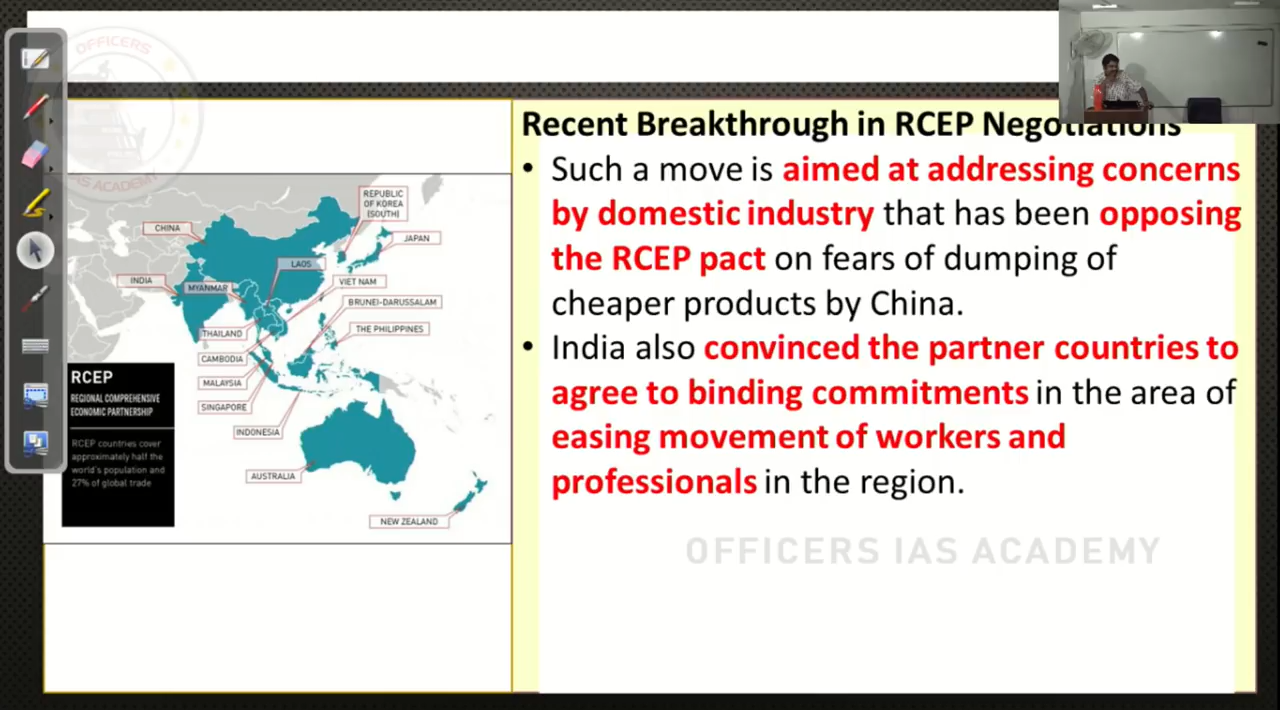 OFFICERS
IAS ACADEMY
Recent Breakthrough in RCEP Negotiations
• Such a move is aimed at addressing concerns
by domestic industry that has been opposing
the RCEP pact on fears of dumping of
cheaper products by China.
• India also convinced the partner countries to
agree to binding commitments in the area of
easing movement of workers and
professionals in the region.
OFFICERS IAS ACADEMY
REPUBLIC
OF KOREA
(SOUTH)
CHINA
JAPAN
LAOS
INDIA
MYANMAR
VIET NAM
BRUNEI-DARUSSALAM
THAILAND
THE PHILIPPINES
CAMBODIA
MALAYSIA
SINGAPORE
INDONESIA
AUSTRALIA
NEW ZEALAND
RCEP
REGIONAL COMPREHENSIVE
ECONOMIC PARTNERSHIP
RCEP countries cover
approximately half the
world's population and
27% of global trade